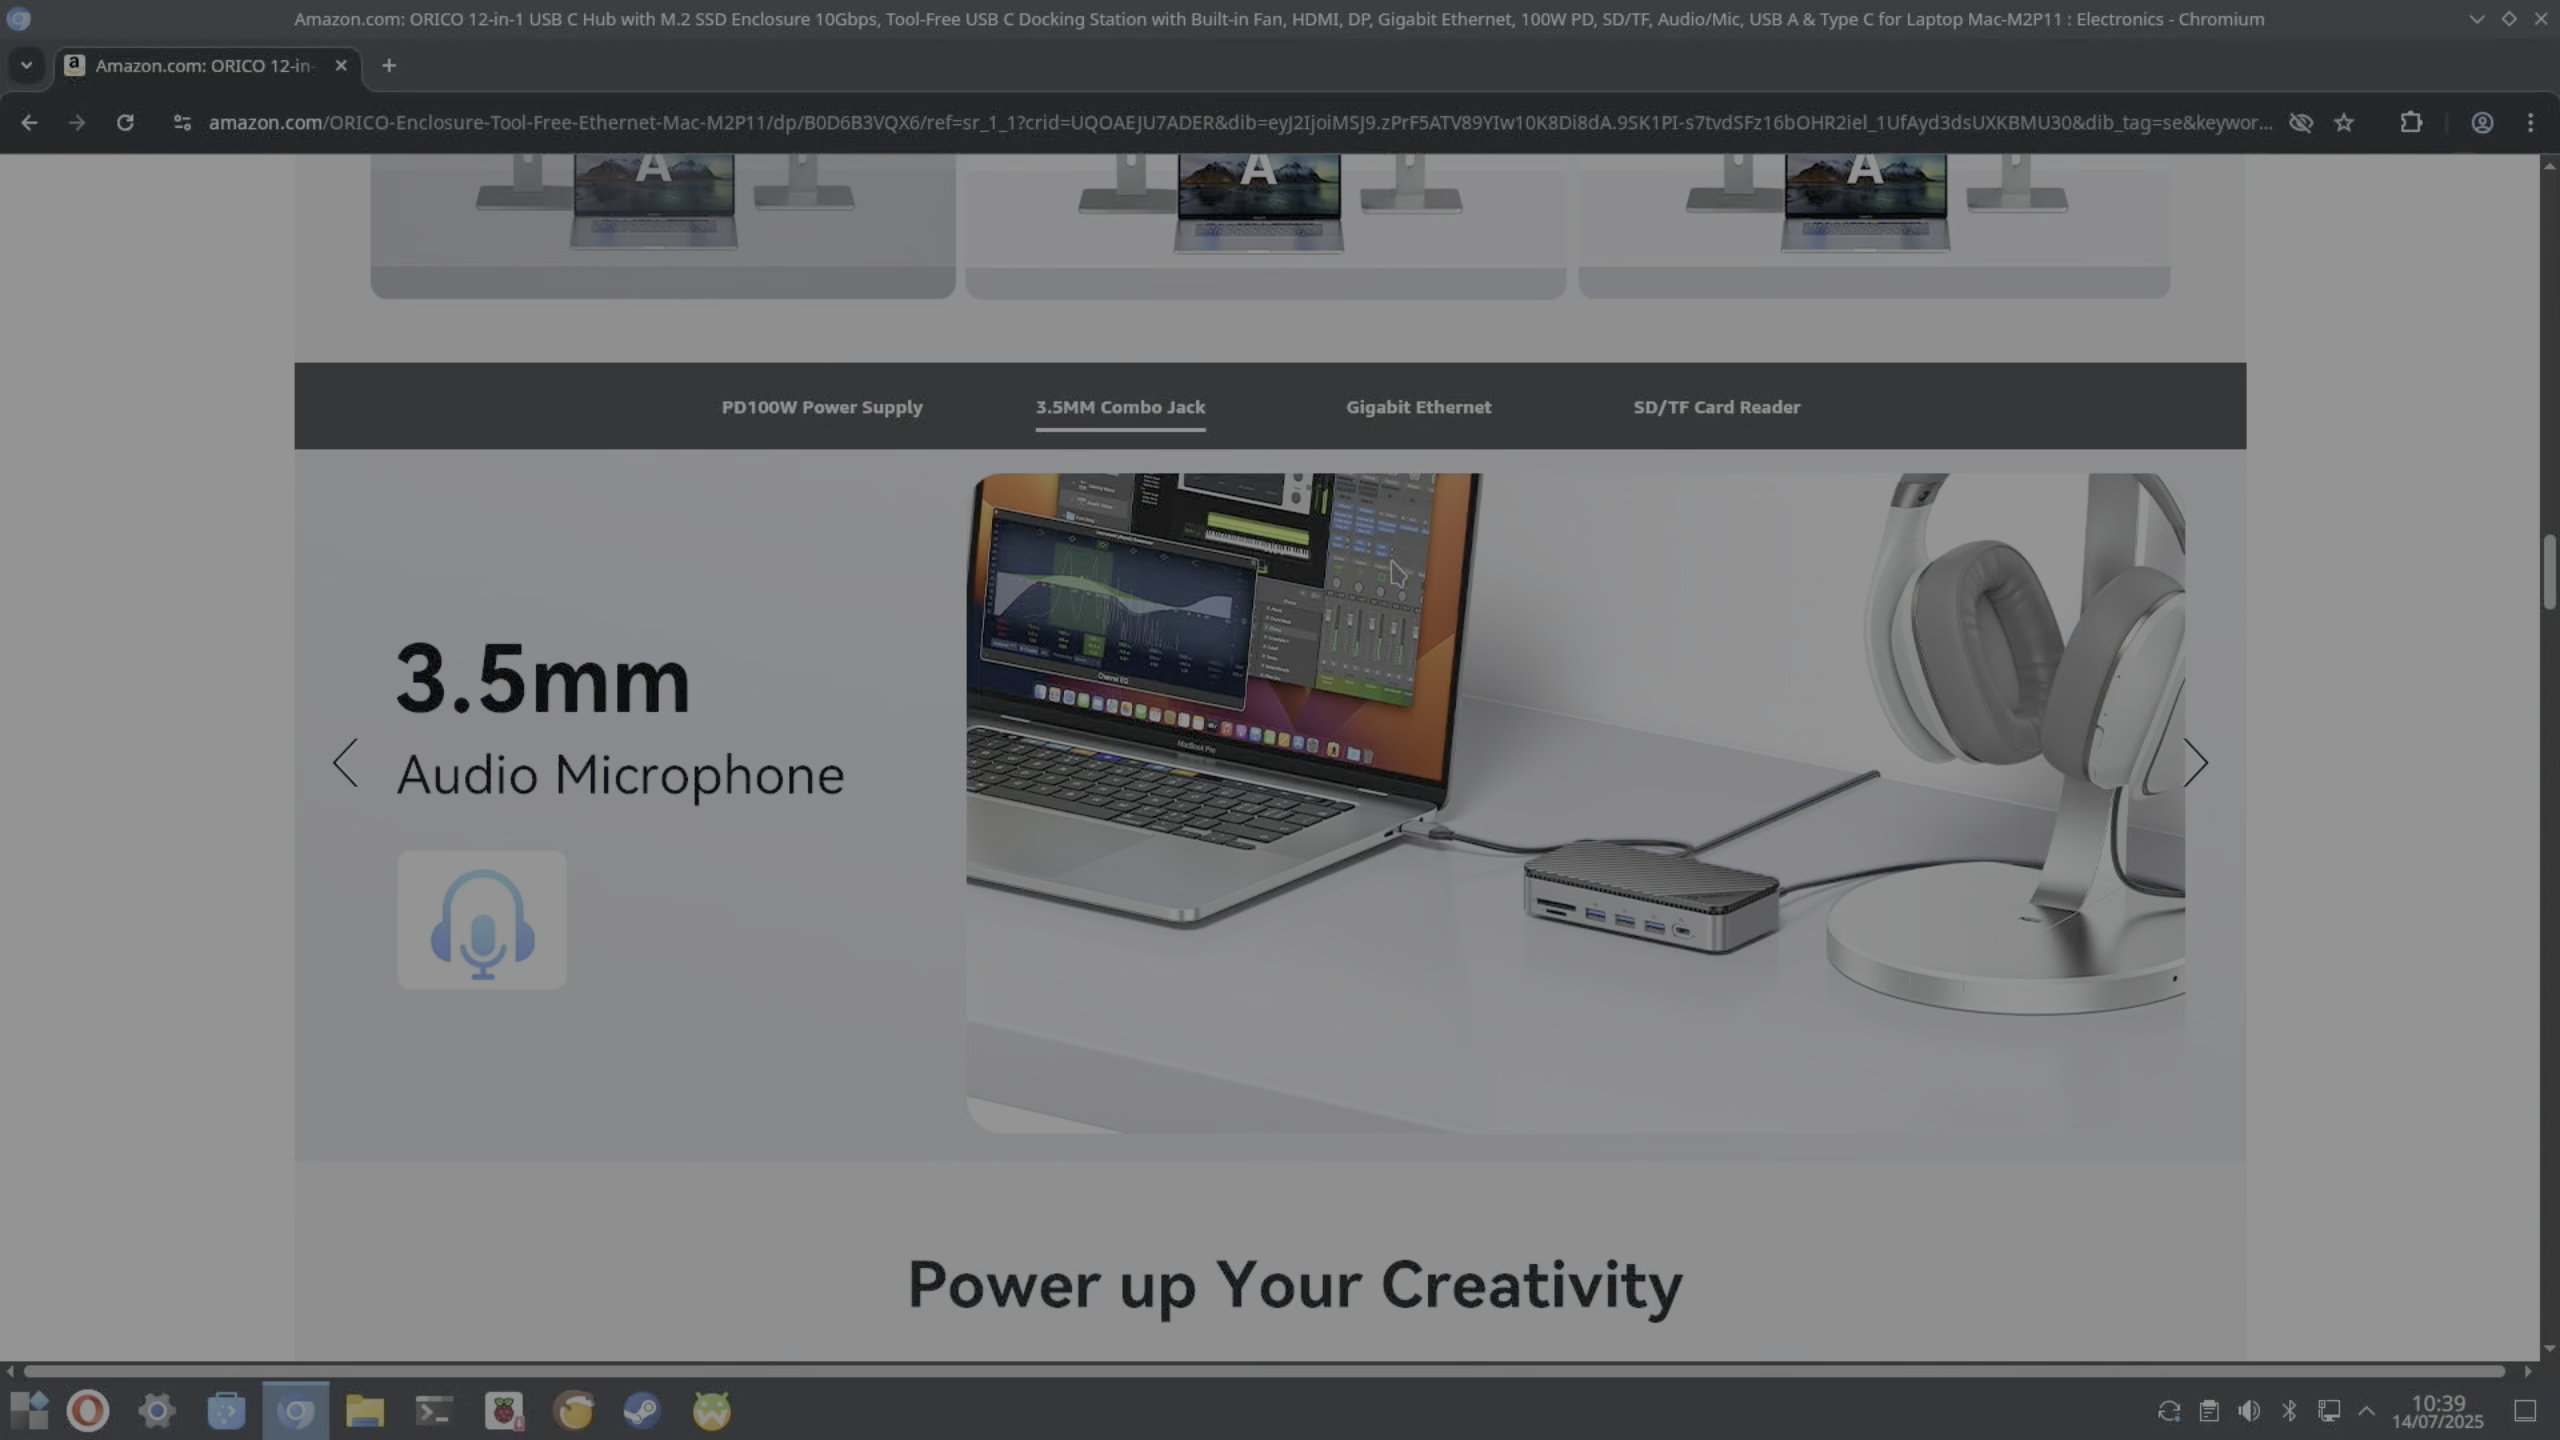 Amazon.com: ORICO 12-in-1 USB C Hub with M.2 SSD Enclosure 10Gbps, Tool-Free USB C Docking Station with Built-in Fan, HDMI, DP, Gigabit Ethernet, 100W PD, SD/TF, Audio/Mic, USB A & Type C for Laptop Mac-M2P11 : Electronics - Chromium
Amazon.com: ORICO 12-in-
amazon.com/ORICO-Enclosure-Tool-Free-Ethernet-Mac-M2P11/dp/B0D6B3VQX6/ref=sr_1_1?crid=UQOAEJU7ADER&dib=eyJ2IjoiMSJ9.zPrF5ATV89YIw10K8Di8dA.9SK1PI-s7tvdSFz16bOHR2iel_1UfAyd3dsUXKBMU30&dib_tag=se&keywor...
A A A
PD100W Power Supply 3.5MM Combo Jack Gigabit Ethernet SD/TF Card Reader
3.5mm
Audio Microphone
Channel EQ
MacBook Pro
Power up Your Creativity
10:39
14/07/2025